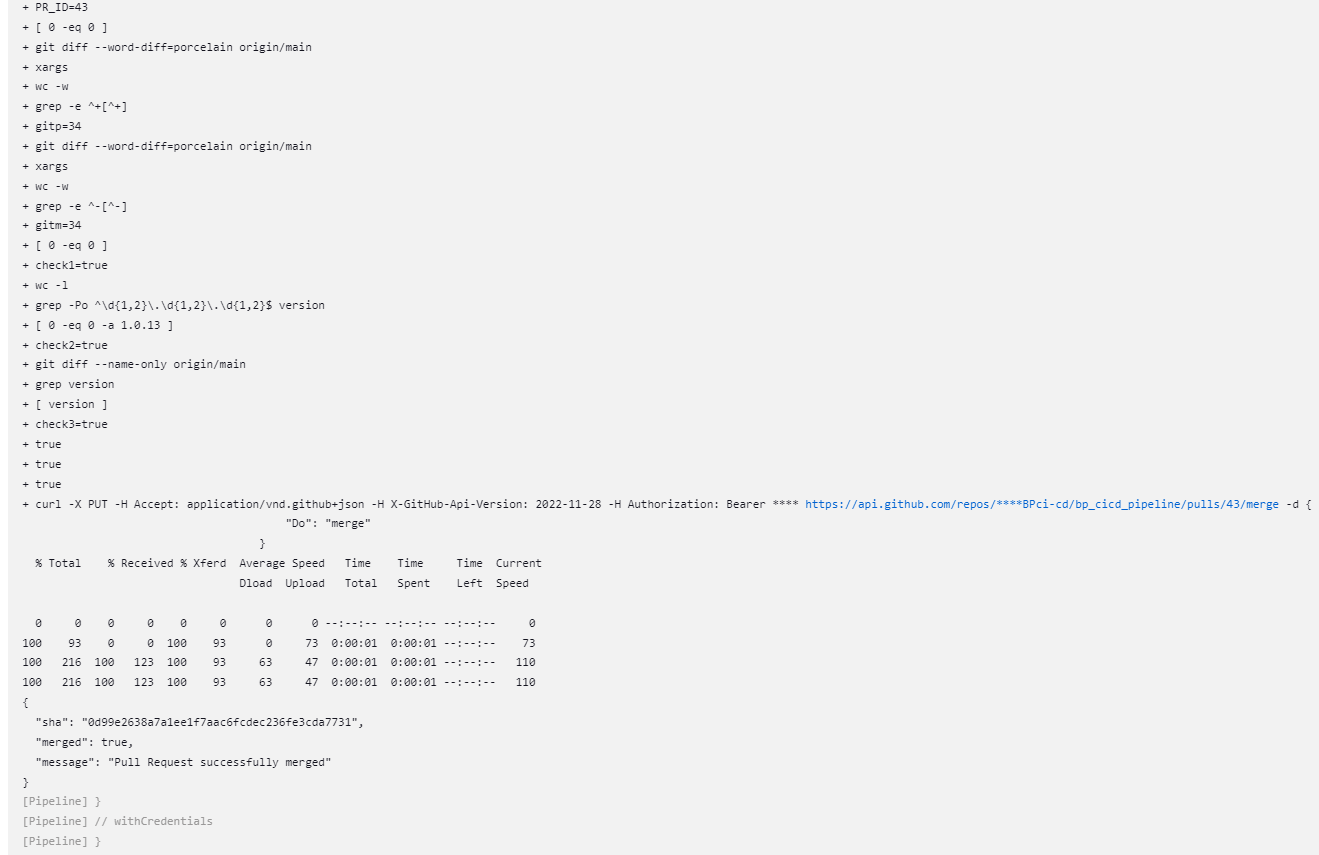 + PR_ID=43
+ [ 0 -eq 0 ]
+ git diff --word-diff=porcelain origin/main
+ xargs
+ wc -w
+ grep -e ^+[^+]
+ gitp=34
+ git diff --word-diff=porcelain origin/main
+ xargs
+ wc -w
+ grep -e ^-[^-]
+ gitm=34
+ [ 0 -eq 0 ]
+ check1=true
+ wc -l
+ grep -Po ^\d{1,2}\.\d{1,2}\.\d{1,2}$ version
+ [ 0 -eq 0 -a 1.0.13 ]
+ check2=true
+ git diff --name-only origin/main
+ grep version
+ [ version ]
+ check3=true
+ true
+ true
+ true
+ curl -X PUT -H Accept: application/vnd.github+json -H X-GitHub-Api-Version: 2022-11-28 -H Authorization: Bearer **** https://api.github.com/repos/****BPci-cd/bp_cicd_pipeline/pulls/43/merge -d {
"Do": "merge"
}
% Total % Received % Xferd Average Speed Time Time Time Current
Dload Upload Total Spent Left Speed
0 0 0 0 0 0 0 0 --:--:-- --:--:-- --:--:-- 0
100 93 0 0 100 93 0 73 0:00:01 0:00:01 --:--:-- 73
100 216 100 123 100 93 63 47 0:00:01 0:00:01 --:--:-- 110
100 216 100 123 100 93 63 47 0:00:01 0:00:01 --:--:-- 110
{
"sha": "0d99e2638a7a1ee1f7aac6fcdec236fe3cda7731",
"merged": true,
"message": "Pull Request successfully merged"
}
[Pipeline] }
[Pipeline] // withCredentials
[Pipeline] }